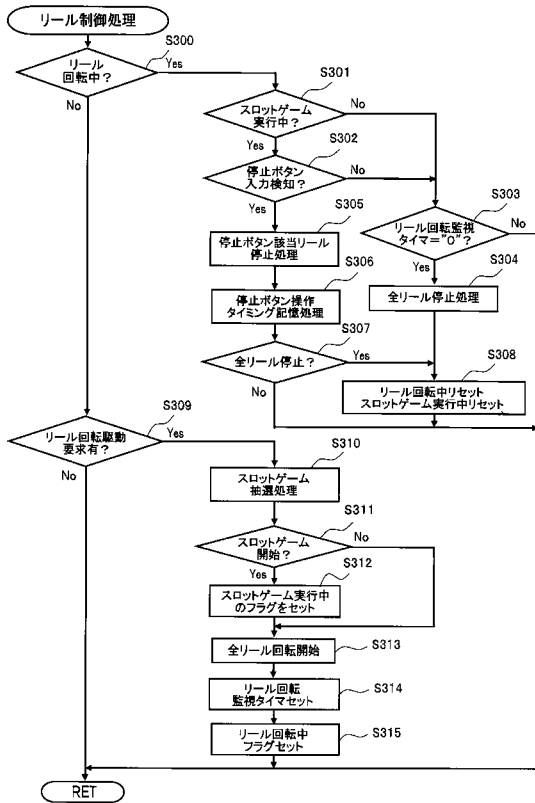 リール制御処理
S300
リール
回転中？
Yes
No
S301
スロットゲーム
実行中？
No
Yes
S302
停止ボタン
入力検知？
No
Yes
S303
リール回転監視
タイマ="0"？
No
Yes
S305
停止ボタン該当リール
停止処理
S304
全リール停止処理
S306
停止ボタン操作
タイミング記憶処理
S307
全リール停止？
Yes
No
S308
リール回転中リセット
スロットゲーム実行中リセット
S309
リール回転駆動
要求有？
Yes
No
S310
スロットゲーム
抽選処理
S311
スロットゲーム
開始？
No
Yes
S312
スロットゲーム実行中
のフラグをセット
全リール回転開始
S313
リール回転
監視タイマセット
S314
リール回転中
フラグセット
S315
RET